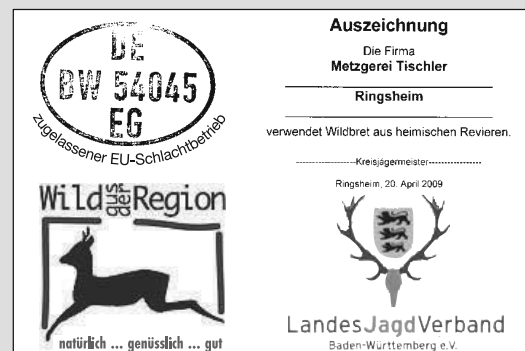 DE
BW 54045
EG
zugelassener EU-Schlachtbetrieb
Wild aus der Region
natürlich ... genüsslich ... gut
Auszeichnung
Die Firma
Metzgerei Tischler
Ringsheim
verwendet Wildbret aus heimischen Revieren.
Kreisjägermeister
Ringsheim, 20. April 2009
LandesJagdVerband
Baden-Württemberg e.V.